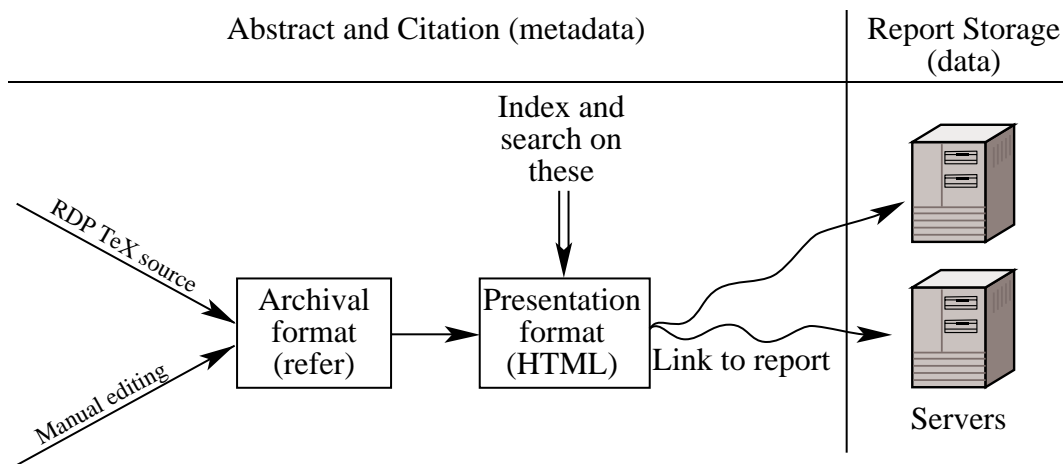 Abstract and Citation (metadata)
Report Storage
(data)
Index and
search on
these
RDP TeX source
Manual editing
Archival
format
(refer)
Presentation
format
(HTML)
Link to report
Servers